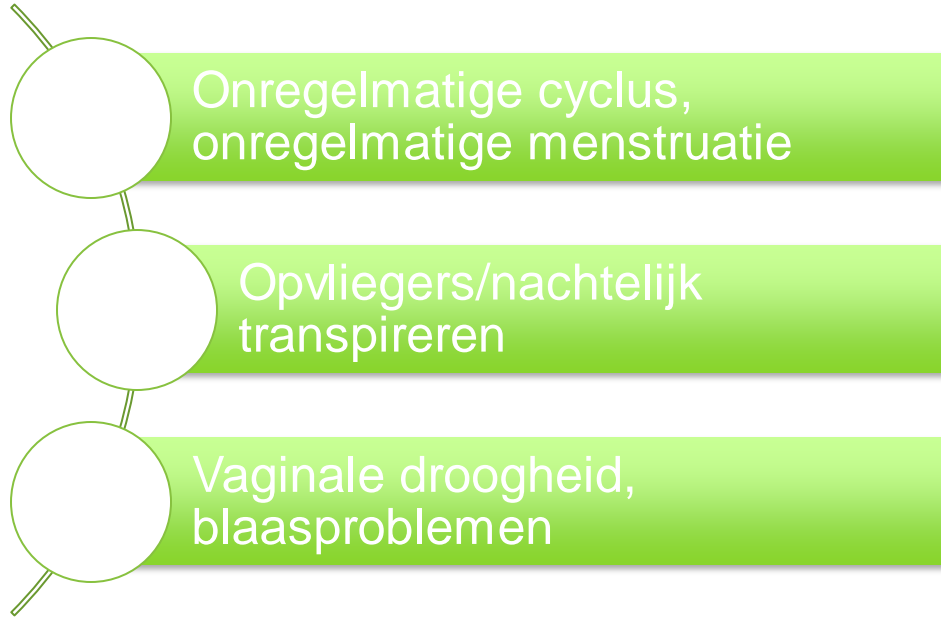 Onregelmatige cyclus,
onregelmatige menstruatie
Opvliegers/nachtelijk
transpireren
Vaginale droogheid,
blaasproblemen